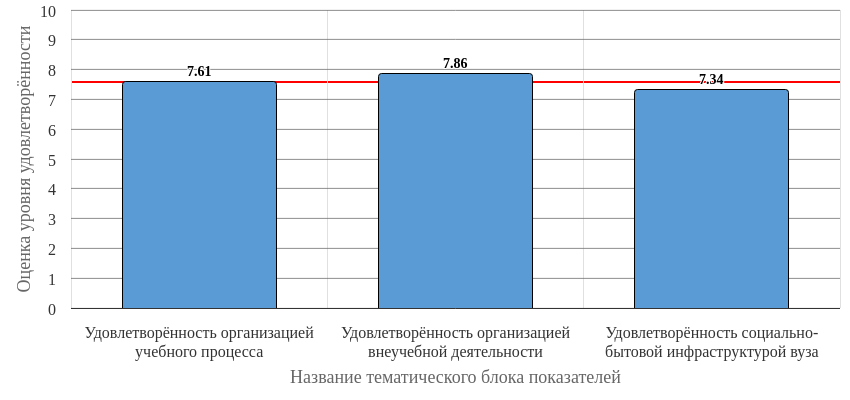 Оценка уровня удовлетворённости
10
9
8
7
6
5
4
3
2
1
0
7.61
7.86
7.34
Удовлетворённость организацией
учебного процесса
Удовлетворённость организацией
внеучебной деятельности
Удовлетворённость социально-
бытовой инфраструктурой вуза
Название тематического блока показателей